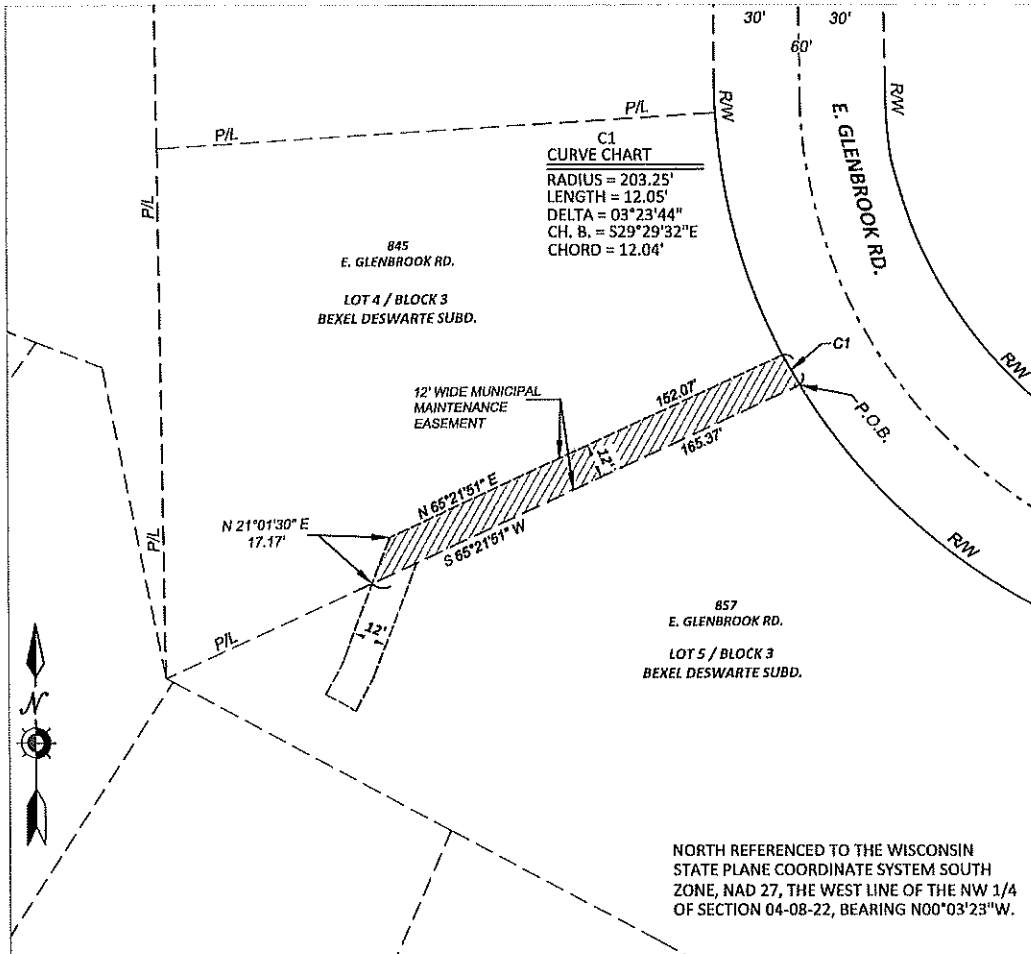 30'
30'
60'
R/W
R/W
E. GLENBROOK RD.
P/L
P/L
P/L
C1
CURVE CHART
RADIUS = 203.25'
LENGTH = 12.05'
DELTA = 03°23'44"
CH. B. = S29°29'32"E
CHORD = 12.04'
845
E. GLENBROOK RD.
LOT 4 / BLOCK 3
BEXEL DESWARTE SUBD.
C1
R/W
12' WIDE MUNICIPAL
MAINTENANCE
EASEMENT
152.07'
P.O.B.
165.37'
12'
N 65°21'51" E
S 65°21'51" W
N 21°01'30" E
17.17'
P/L
R/W
12'
P/L
857
E. GLENBROOK RD.
LOT 5 / BLOCK 3
BEXEL DESWARTE SUBD.
N
NORTH REFERENCED TO THE WISCONSIN
STATE PLANE COORDINATE SYSTEM SOUTH
ZONE, NAD 27, THE WEST LINE OF THE NW 1/4
OF SECTION 04-08-22, BEARING N00°03'23"W.